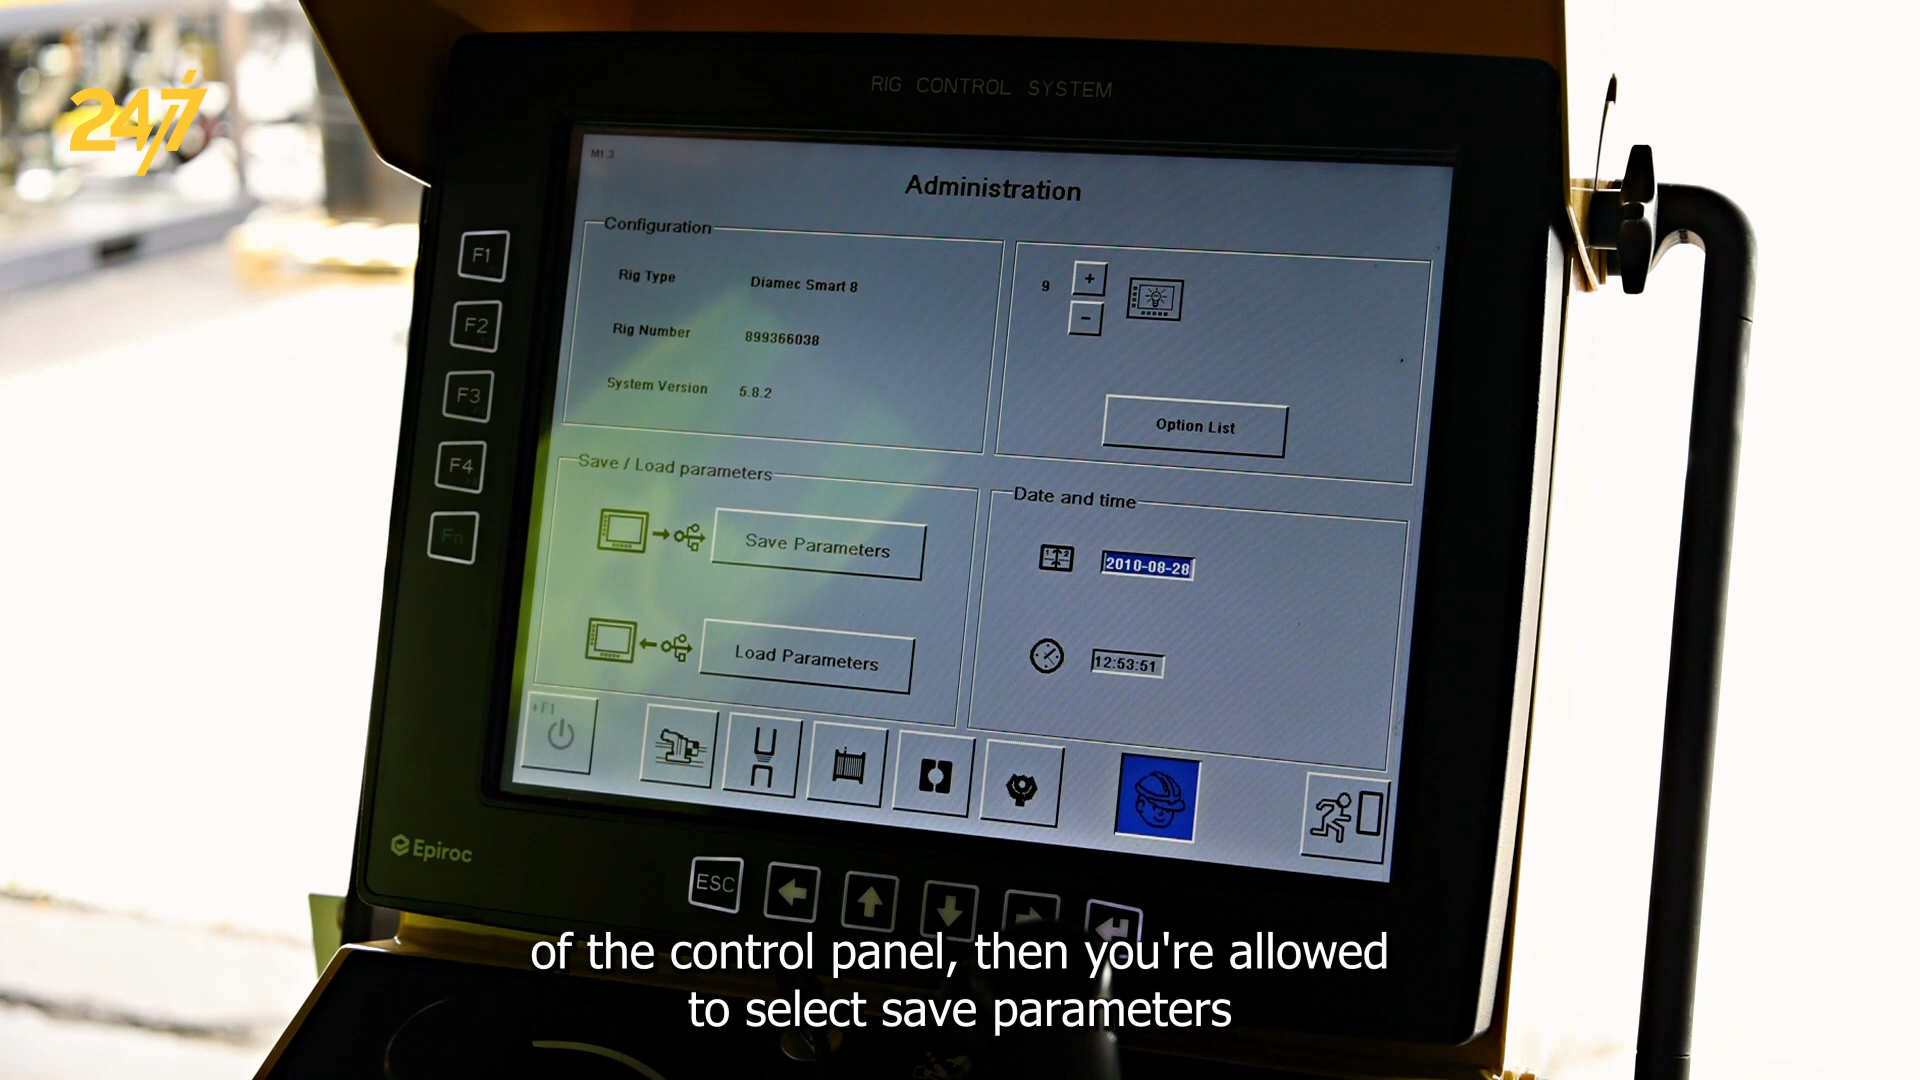 24/7
RIG CONTROL SYSTEM
M1.3
Administration
Configuration
Rig Type Diamec Smart 8
Rig Number 899366038
System Version 5.8.2
9 + -
Option List
Save / Load parameters
Save Parameters
Load Parameters
Date and time
2010-08-28
12:53:51
+F1
F1
F2
F3
F4
Fn
Epiroc
ESC
of the control panel, then you're allowed
to select save parameters